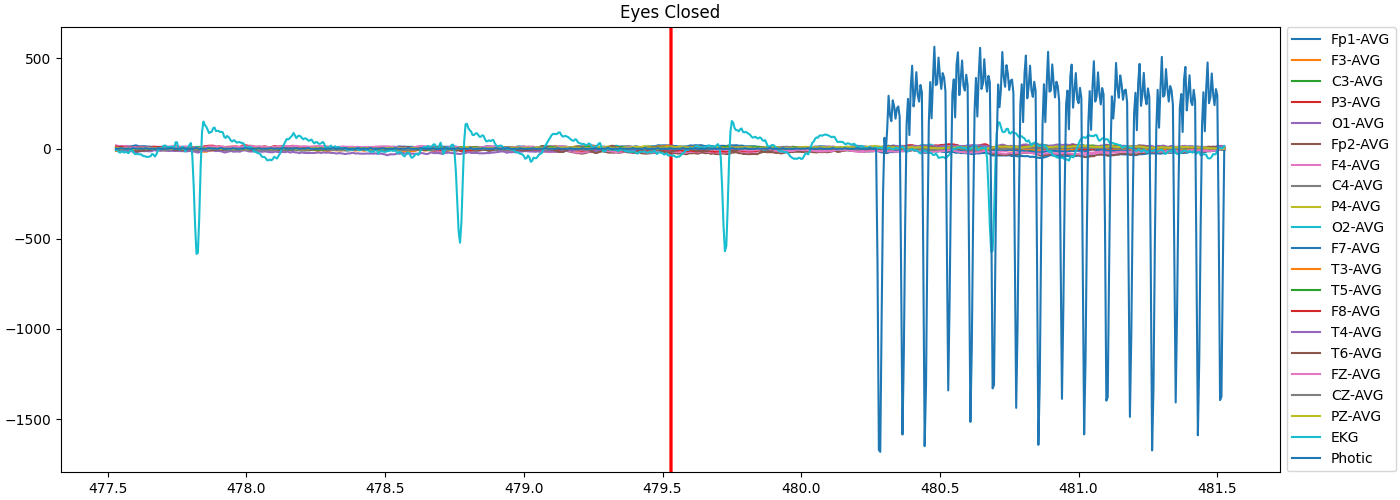 Eyes Closed
500
0
−500
−1000
−1500
477.5 478.0 478.5 479.0 479.5 480.0 480.5 481.0 481.5
Fp1-AVG
F3-AVG
C3-AVG
P3-AVG
O1-AVG
Fp2-AVG
F4-AVG
C4-AVG
P4-AVG
O2-AVG
F7-AVG
T3-AVG
T5-AVG
F8-AVG
T4-AVG
T6-AVG
FZ-AVG
CZ-AVG
PZ-AVG
EKG
Photic